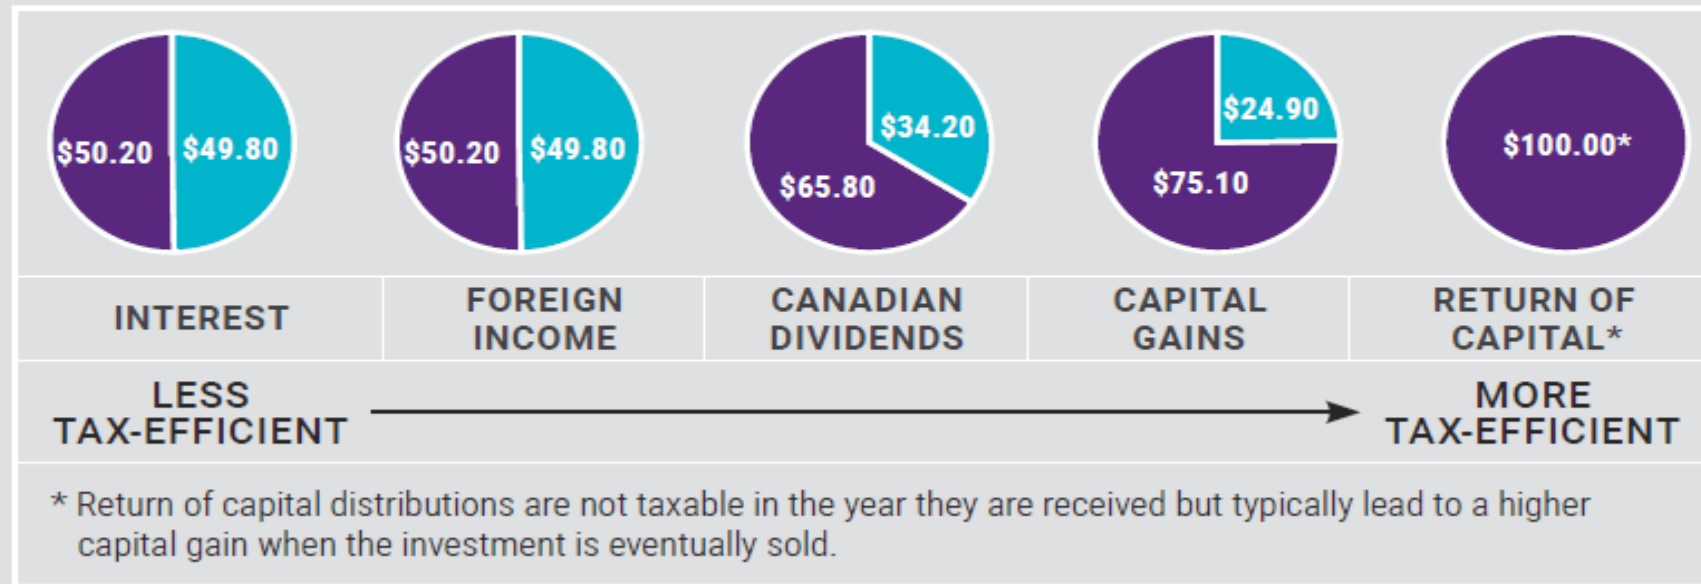 $50.20 $49.80
$50.20 $49.80
$65.80 $34.20
$75.10 $24.90
$100.00*
INTEREST
FOREIGN
INCOME
CANADIAN
DIVIDENDS
CAPITAL
GAINS
RETURN OF
CAPITAL*
LESS
TAX-EFFICIENT
MORE
TAX-EFFICIENT
* Return of capital distributions are not taxable in the year they are received but typically lead to a higher
capital gain when the investment is eventually sold.